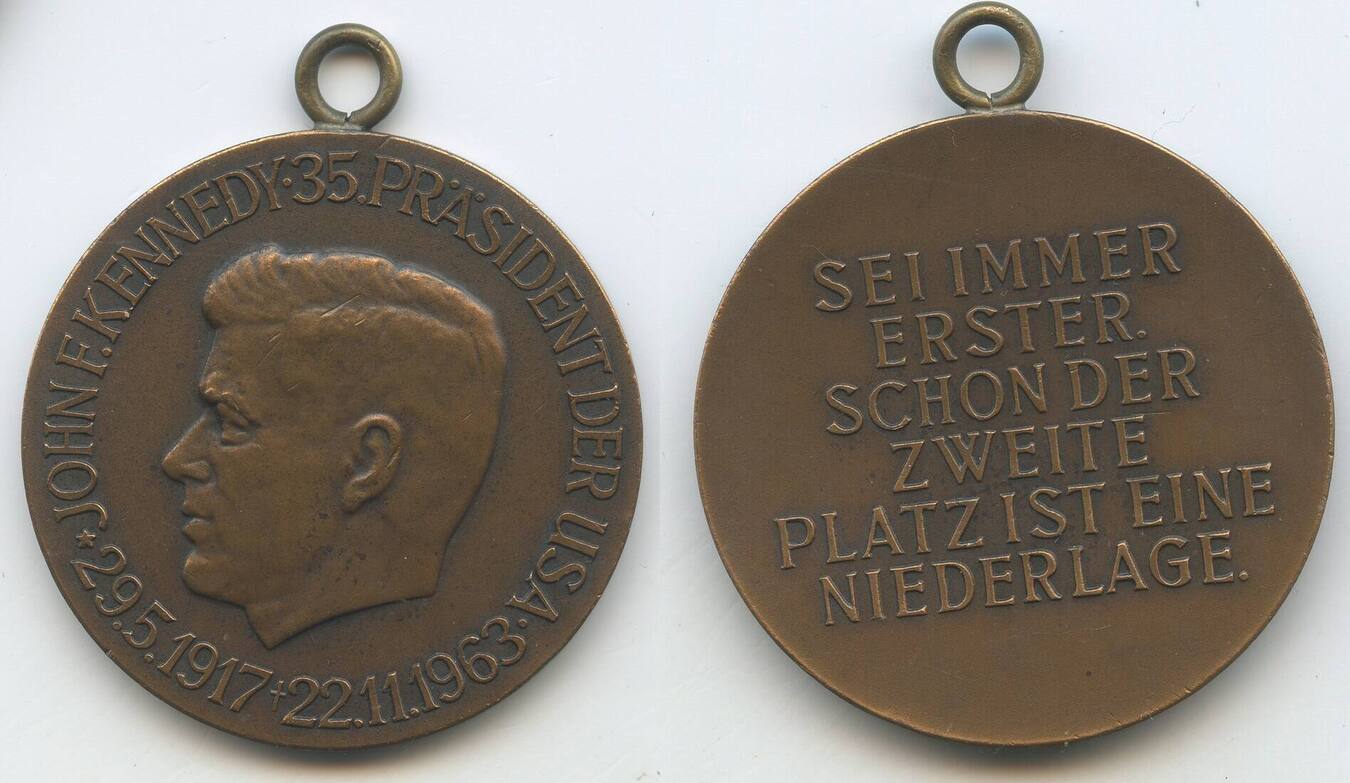 JOHN F. KENNEDY · 35. PRÄSIDENT DER USA ·
* 29.5.1917 † 22.11.1963 ·
SEI IMMER
ERSTER.
SCHON DER
ZWEITE
PLATZ IST EINE
NIEDERLAGE.